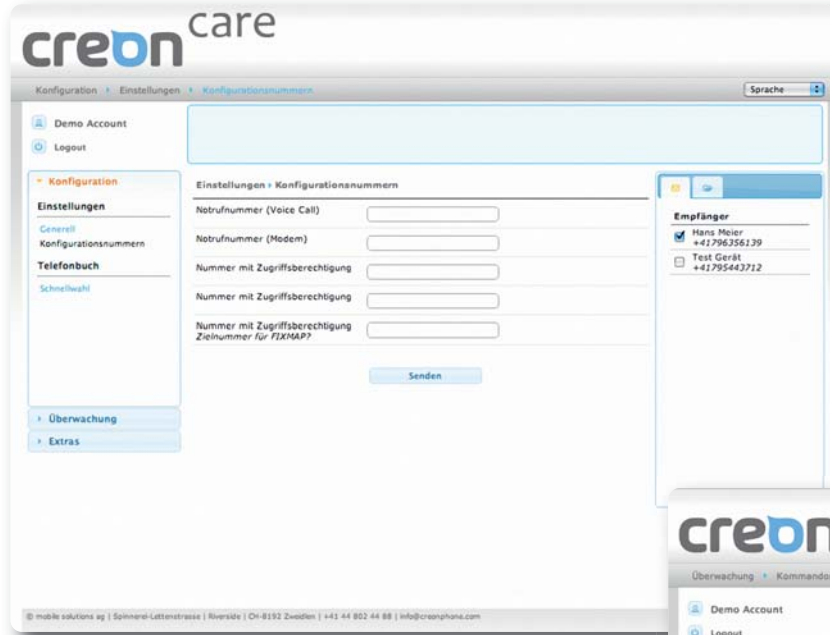 creon care
Konfiguration Einstellungen Konfigurationsnummern
Sprache
Demo Account
Logout
Konfiguration
Einstellungen
Generell
Konfigurationsnummern
Telefonbuch
Schnellwahl
Überwachung
Extras
Einstellungen Konfigurationsnummern
Notrufnummer (Voice Call)
Notrufnummer (Modem)
Nummer mit Zugriffsberechtigung
Nummer mit Zugriffsberechtigung
Nummer mit Zugriffsberechtigung
Zielnummer für FIXMAP?
Senden
Empfänger
Hans Meier
+41796356139
Test Gerät
+41795443712
© mobile solutions ag | Spinnerei-Lettenstrasse | Riverside | CH-8192 Zweidlen | +41 44 802 44 88 | info@creonphone.com
creon
Überwachung Kommando
Demo Account
Logout